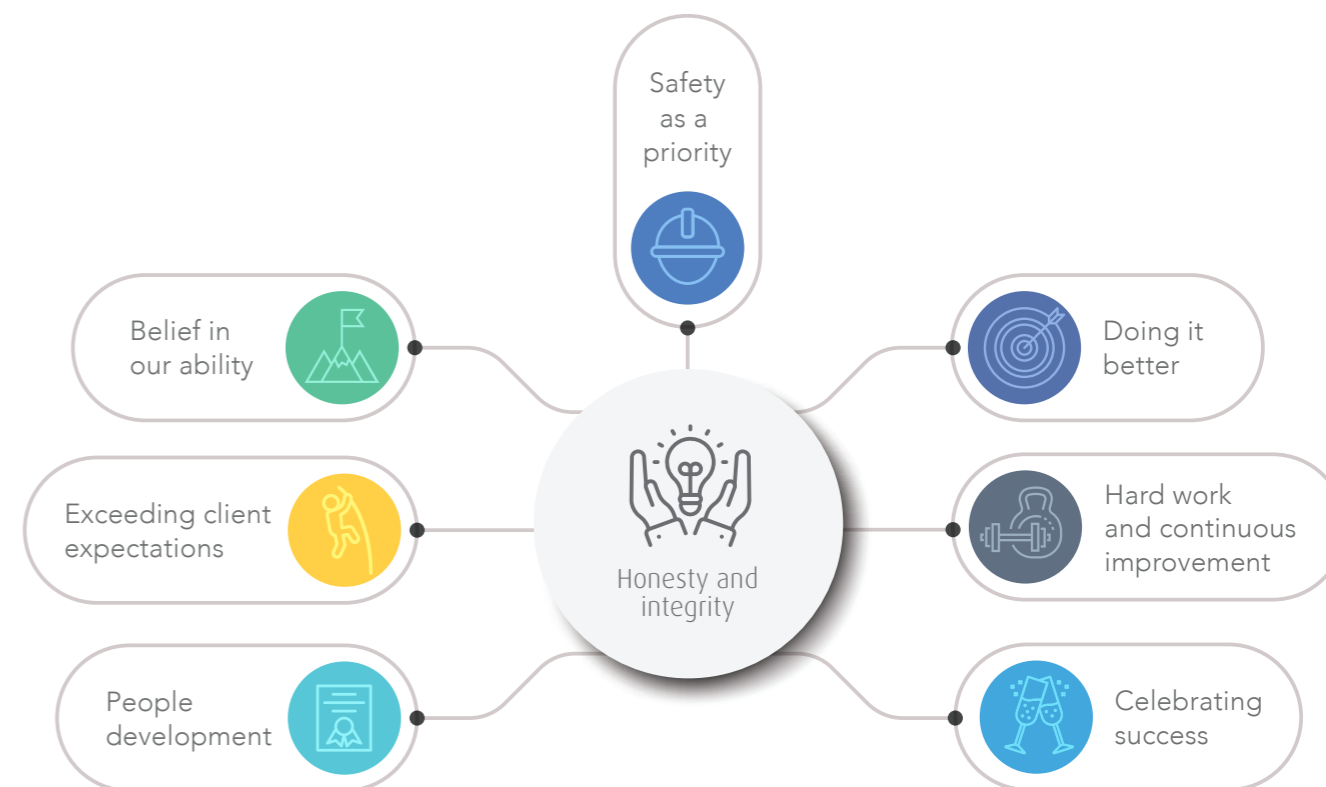 Safety
as a
priority
Belief in
our ability
Doing it
better
Exceeding client
expectations
Hard work
and continuous
improvement
Honesty and
integrity
People
development
Celebrating
success